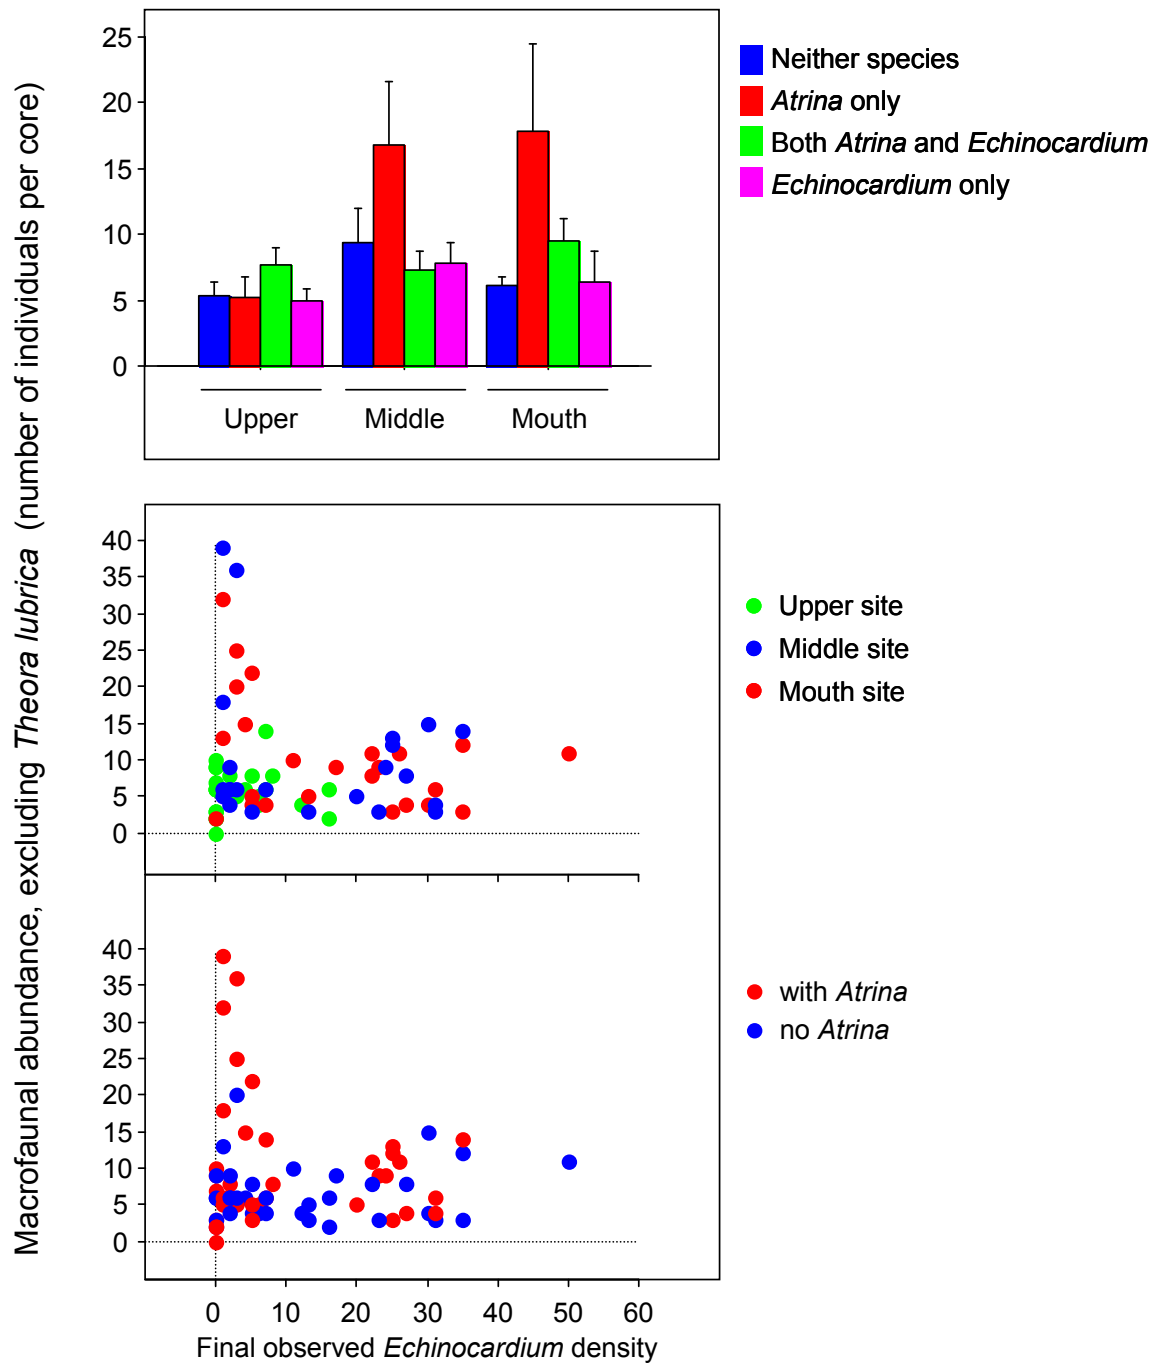 Macrofaunal abundance, excluding Theora lubrica (number of individuals per core)
25
20
15
10
5
0
Upper Middle Mouth
Neither species
Atrina only
Both Atrina and Echinocardium
Echinocardium only
40
35
30
25
20
15
10
5
0
Upper site
Middle site
Mouth site
40
35
30
25
20
15
10
5
0
with Atrina
no Atrina
0 10 20 30 40 50 60
Final observed Echinocardium density